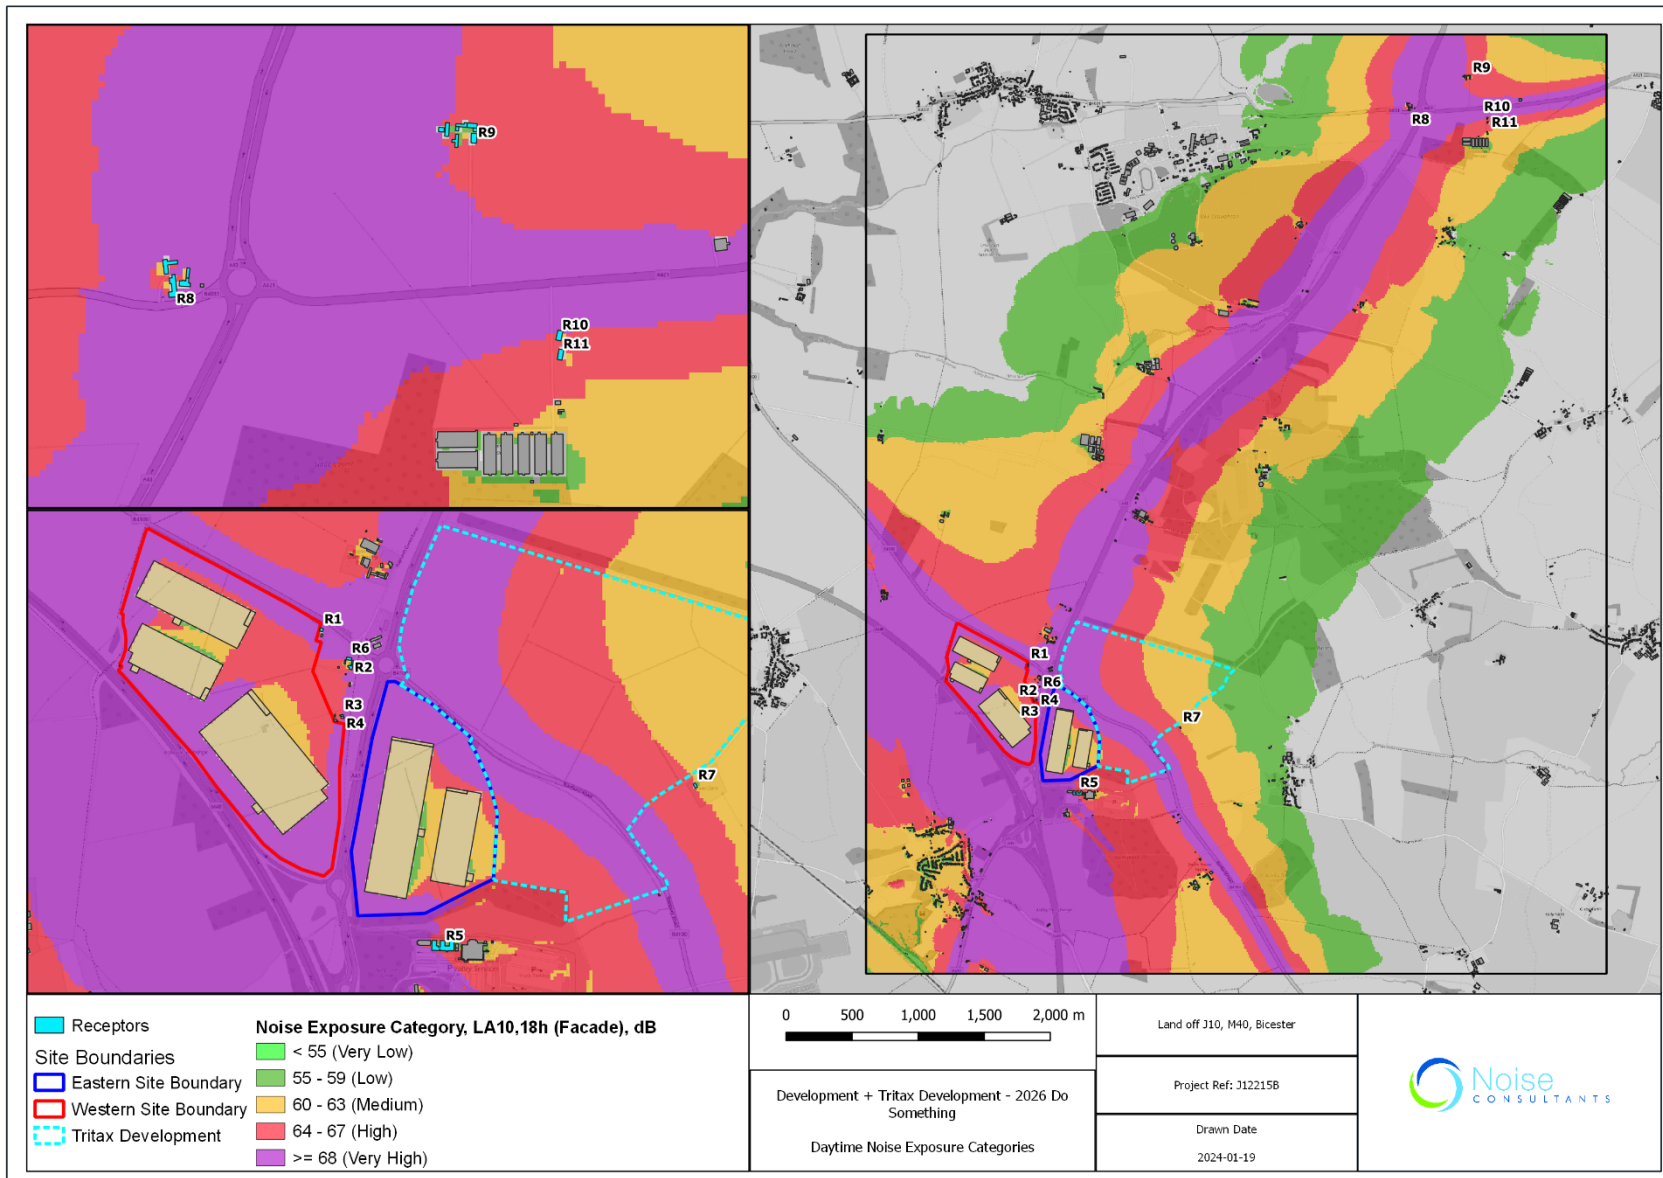 R9
R8
R10
R11
R1
R6
R2
R3
R4
R7
R5
R9
R10
R8
R11
R1
R6
R2
R4
R3
R7
R5
Receptors
Site Boundaries
Eastern Site Boundary
Western Site Boundary
Tritax Development
Noise Exposure Category, LA10,18h (Facade), dB
< 55 (Very Low)
55 - 59 (Low)
60 - 63 (Medium)
64 - 67 (High)
>= 68 (Very High)
0 500 1,000 1,500 2,000 m
Development + Tritax Development - 2026 Do
Something
Daytime Noise Exposure Categories
Land off J10, M40, Bicester
Project Ref: J12215B
Drawn Date
2024-01-19
Noise
CONSULTANTS